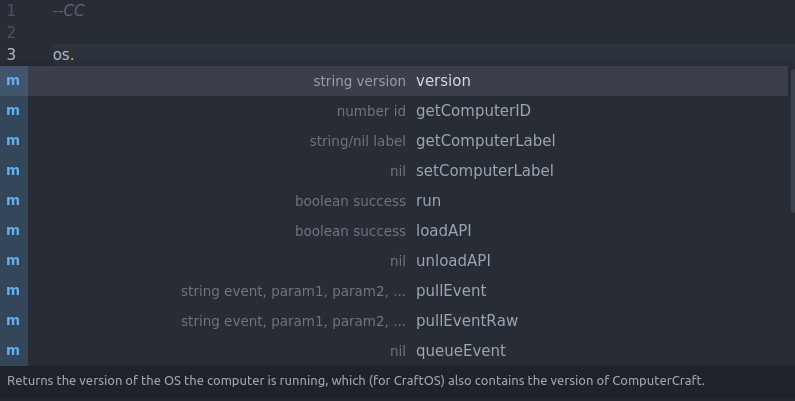 1 --CC
2
3 os.
m string version version
m number id getComputerID
m string/nil label getComputerLabel
m nil setComputerLabel
m boolean success run
m boolean success loadAPI
m nil unloadAPI
m string event, param1, param2, ... pullEvent
m string event, param1, param2, ... pullEventRaw
m nil queueEvent
Returns the version of the OS the computer is running, which (for CraftOS) also contains the version of ComputerCraft.